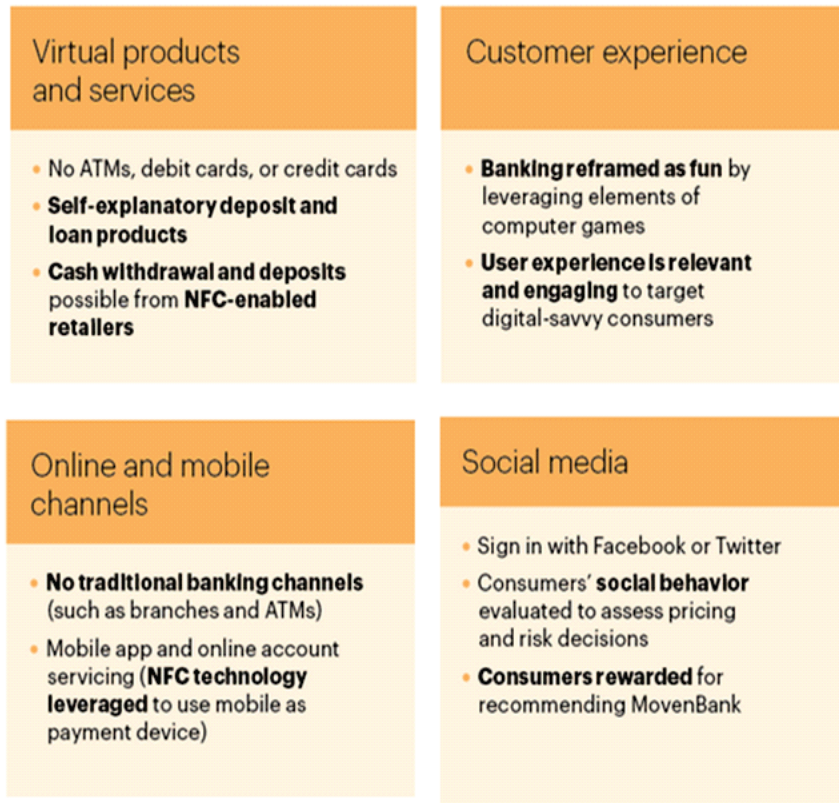 Virtual products
and services
• No ATMs, debit cards, or credit cards
• Self-explanatory deposit and
loan products
• Cash withdrawal and deposits
possible from NFC-enabled
retailers
Customer experience
• Banking reframed as fun by
leveraging elements of
computer games
• User experience is relevant
and engaging to target
digital-savvy consumers
Online and mobile
channels
• No traditional banking channels
(such as branches and ATMs)
• Mobile app and online account
servicing (NFC technology
leveraged to use mobile as
payment device)
Social media
• Sign in with Facebook or Twitter
• Consumers' social behavior
evaluated to assess pricing
and risk decisions
• Consumers rewarded for
recommending MovenBank